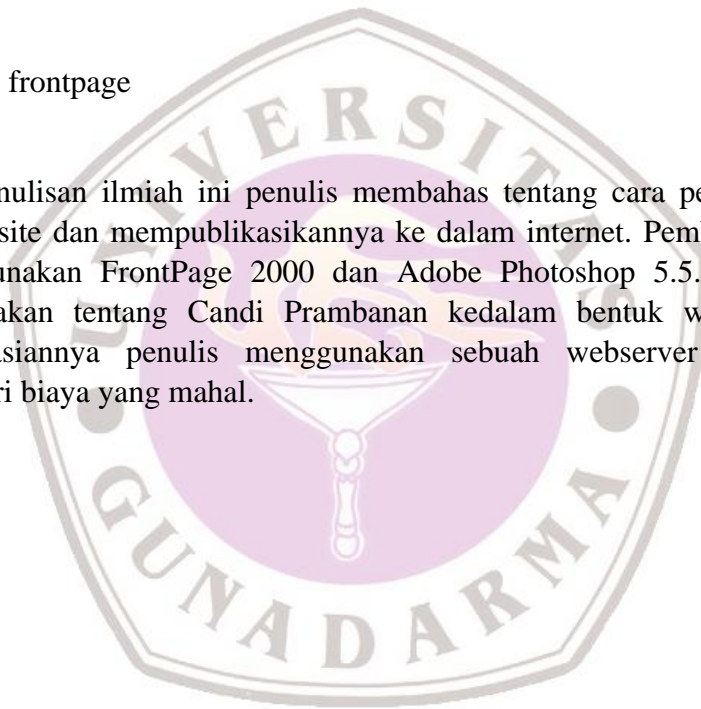 frontpage
nulisan ilmiah ini penulis membahas tentang cara pe
site dan mempublikasikannya ke dalam internet. Pemb
unakan FrontPage 2000 dan Adobe Photoshop 5.5.
akan tentang Candi Prambanan kedalam bentuk w
asiannya penulis menggunakan sebuah webserver
ri biaya yang mahal.
UNIVERSITAS
GUNADARMA